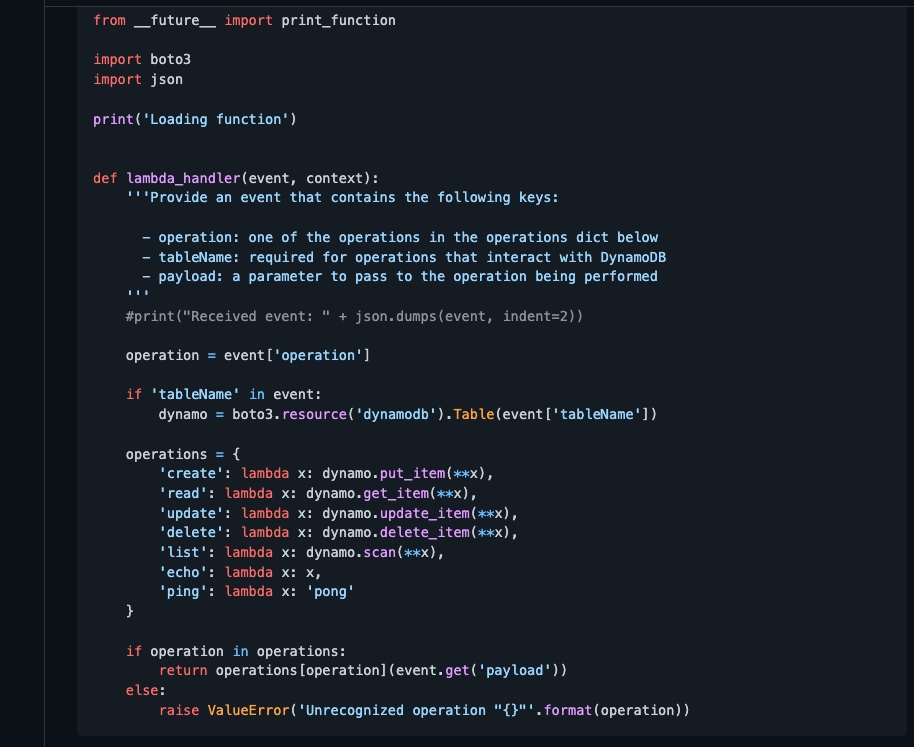 from __future__ import print_function
import boto3
import json
print('Loading function')
def lambda_handler(event, context):
    '''Provide an event that contains the following keys:
      - operation: one of the operations in the operations dict below
      - tableName: required for operations that interact with DynamoDB
      - payload: a parameter to pass to the operation being performed
    '''
    #print("Received event: " + json.dumps(event, indent=2))
    operation = event['operation']
    if 'tableName' in event:
        dynamo = boto3.resource('dynamodb').Table(event['tableName'])
    operations = {
        'create': lambda x: dynamo.put_item(**x),
        'read': lambda x: dynamo.get_item(**x),
        'update': lambda x: dynamo.update_item(**x),
        'delete': lambda x: dynamo.delete_item(**x),
        'list': lambda x: dynamo.scan(**x),
        'echo': lambda x: x,
        'ping': lambda x: 'pong'
    }
    if operation in operations:
        return operations[operation](event.get('payload'))
    else:
        raise ValueError('Unrecognized operation "{}"'.format(operation))